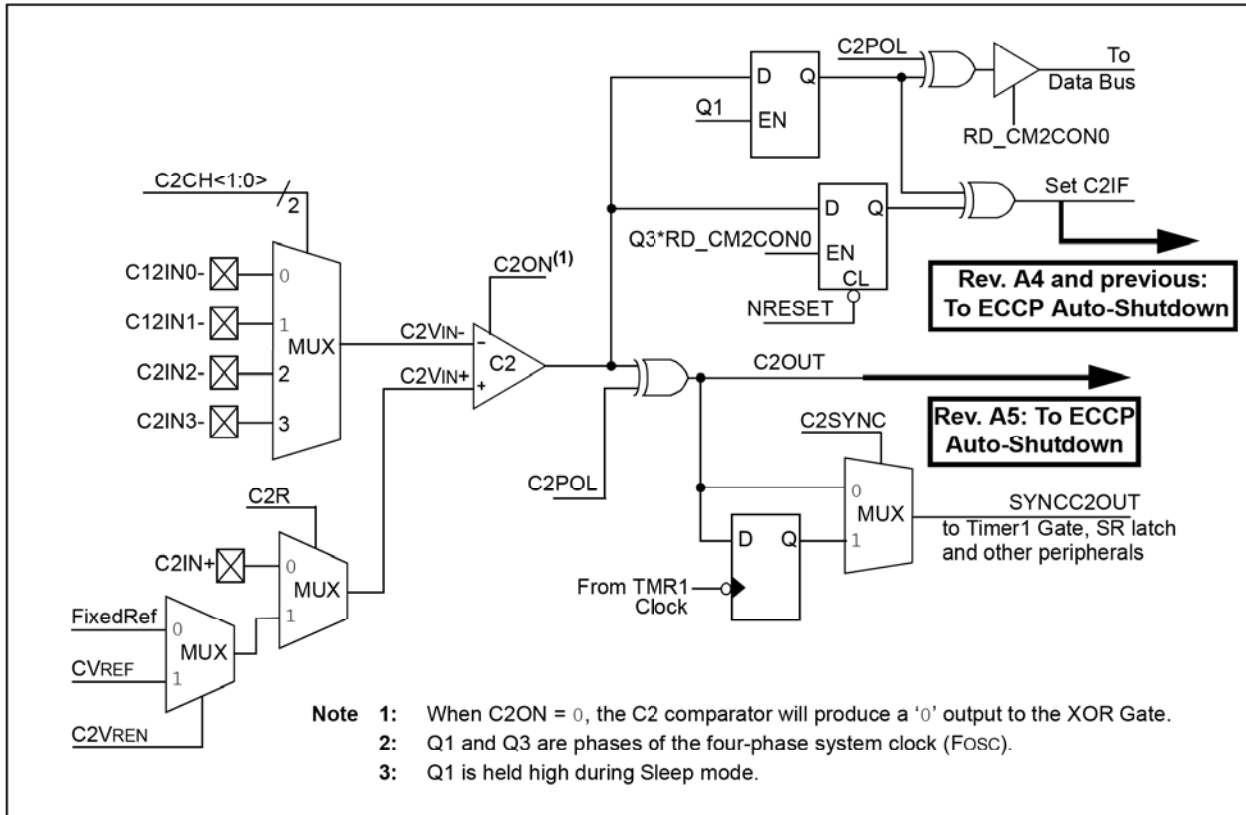 C2POL
D Q
To
Data Bus
Q1
EN
RD_CM2CON0
C2CH<1:0>
2
D Q
Set C2IF
Q3*RD_CM2CON0
EN
CL
NRESET
Rev. A4 and previous:
To ECCP Auto-Shutdown
C12IN0-
0
C12IN1-
1
MUX
C2IN2-
2
C2IN3-
3
C2ON(1)
C2VIN-
-
C2
C2VIN+
+
C2OUT
Rev. A5: To ECCP
Auto-Shutdown
C2POL
C2SYNC
0
MUX
1
SYNCC2OUT
to Timer1 Gate, SR latch
and other peripherals
D Q
From TMR1
Clock
C2R
C2IN+
0
MUX
1
FixedRef
0
MUX
CVREF
1
C2VREN
Note 1: When C2ON = 0, the C2 comparator will produce a ‘0’ output to the XOR Gate.
2: Q1 and Q3 are phases of the four-phase system clock (FOSC).
3: Q1 is held high during Sleep mode.